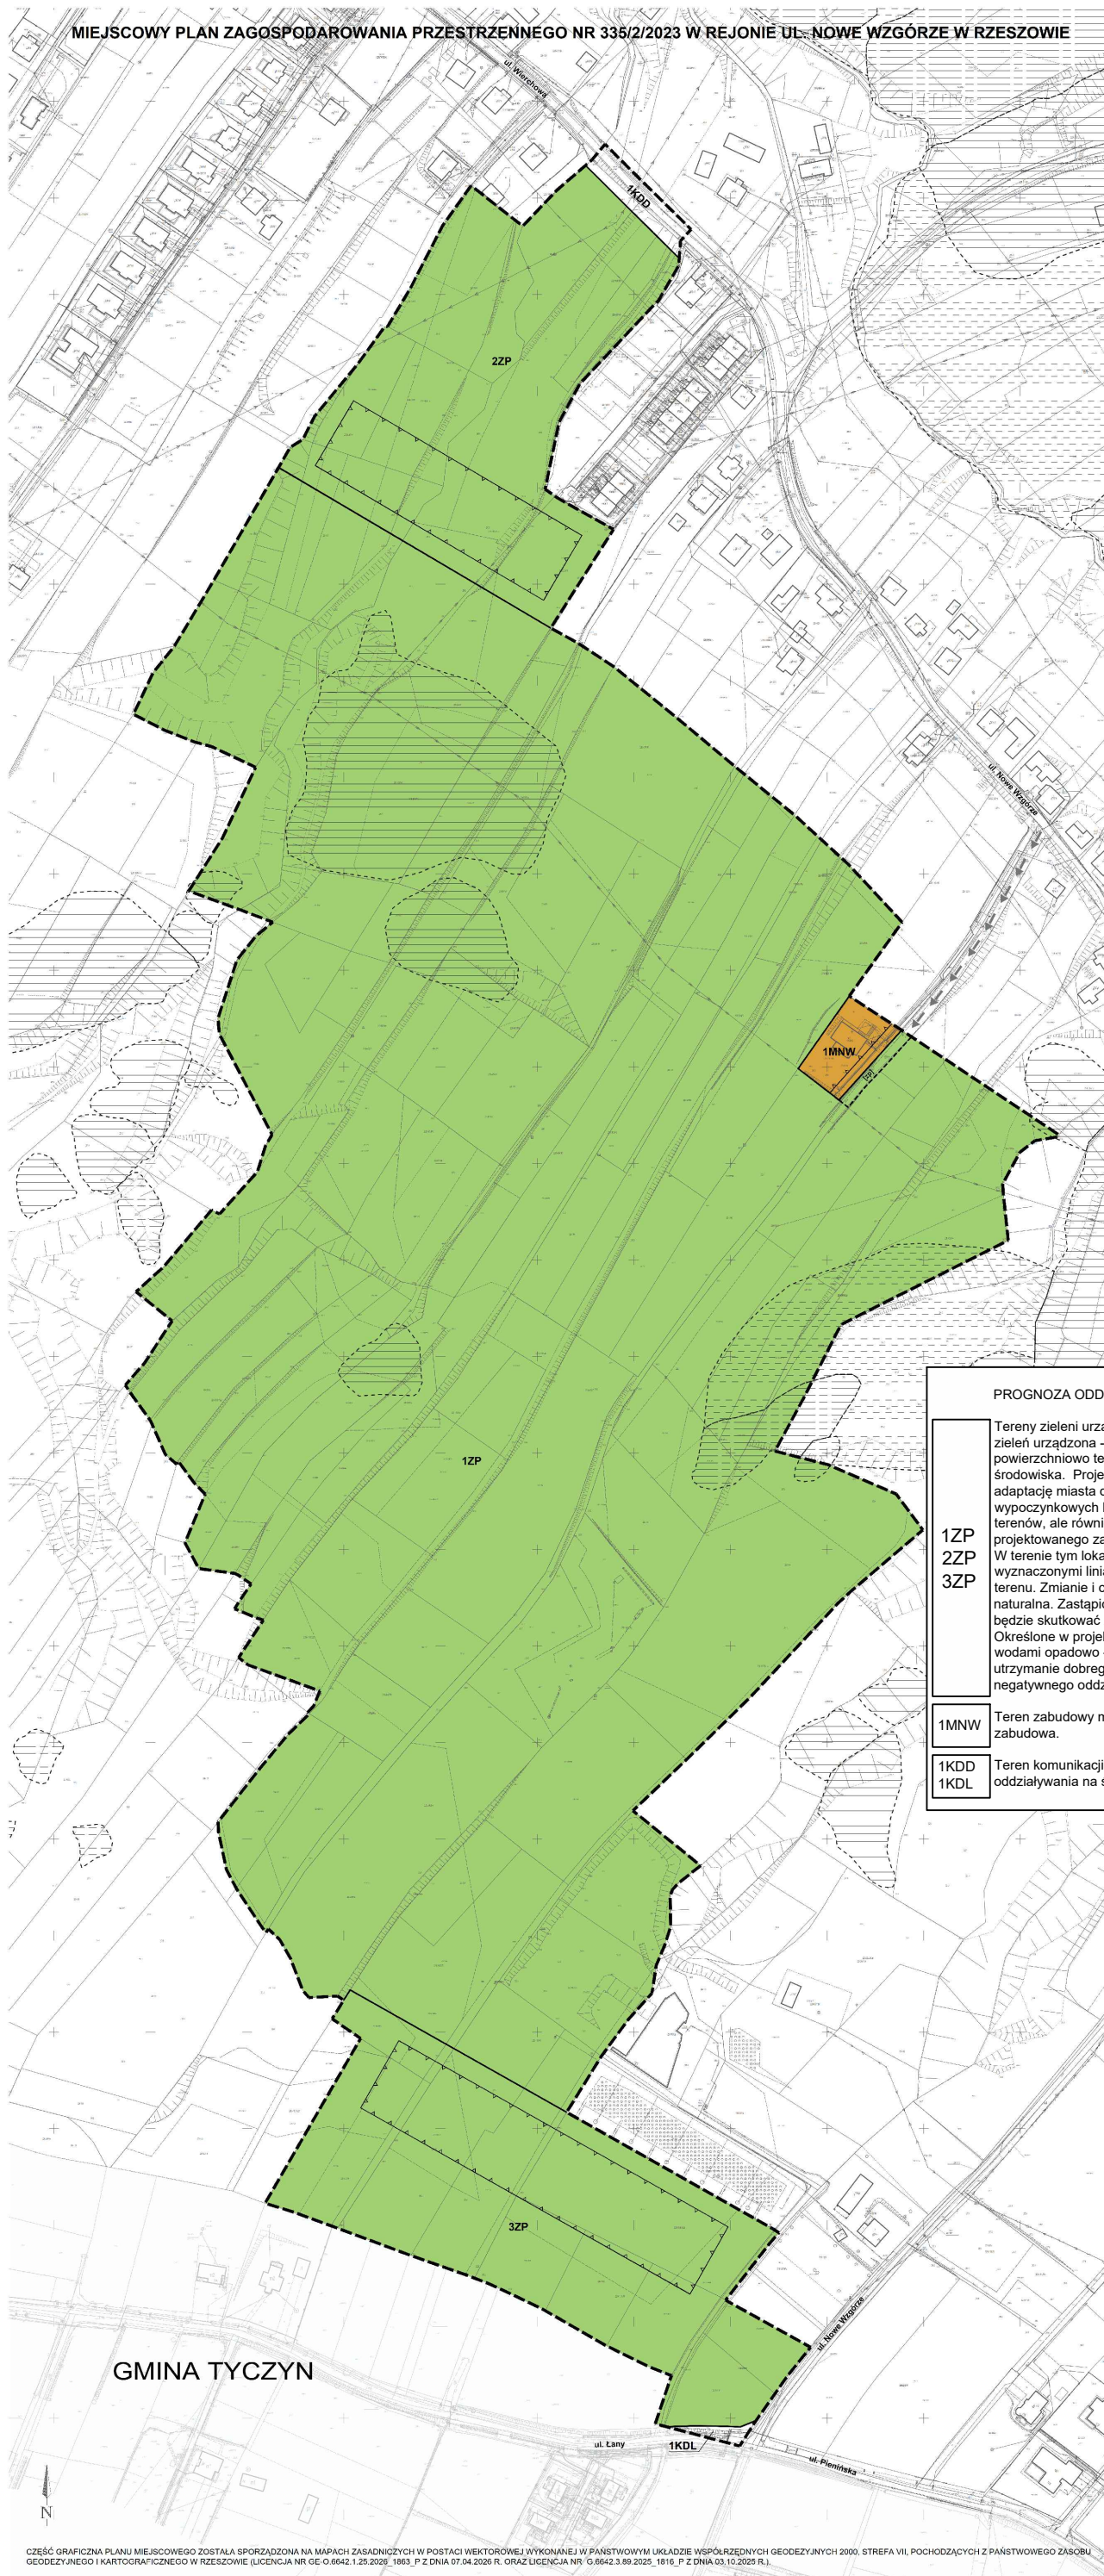 MIEJSCOWY PLAN ZAGOSPODAROWANIA PRZESTRZENNEGO NR 335/2/2023 W REJONIE UL. NOWE WZGÓRZE W RZESZOWIE
ul. Wierchowa
1KDD
2ZP
ul. Nowe Wzgórze
1MNW
[zp]
1ZP
PROGNOZA ODD
1ZP
2ZP
3ZP
Tereny zieleni urzą
zieleń urządzona -
powierzchniowo te
środowiska. Proje
adaptację miasta d
wypoczynkowych
terenów, ale równi
projektowanego za
W terenie tym loka
wyznaczonymi linia
terenu. Zmianie i
naturalna. Zastąpi
będzie skutkować
Określone w projek
wodami opadowo
utrzymanie dobreg
negatywnego oddz
1MNW
Teren zabudowy m
zabudowa.
1KDD
1KDL
Teren komunikacji
oddziaływania na ś
3ZP
ul. Nowe Wzgórze
GMINA TYCZYN
ul. Łany
1KDL
ul. Pienińska
N
CZĘŚĆ GRAFICZNA PLANU MIEJSCOWEGO ZOSTAŁA SPORZĄDZONA NA MAPACH ZASADNICZYCH W POSTACI WEKTOROWEJ WYKONANEJ W PAŃSTWOWYM UKŁADZIE WSPÓŁRZĘDNYCH GEODEZYJNYCH 2000, STREFA VII, POCHODZĄCYCH Z PAŃSTWOWEGO ZASOBU
GEODEZYJNEGO I KARTOGRAFICZNEGO W RZESZOWIE (LICENCJA NR GE-O.6642.1.25.2026_1863_P Z DNIA 07.04.2026 R. ORAZ LICENCJA NR G.6642.3.89.2025_1816_P Z DNIA 03.10.2025 R.).